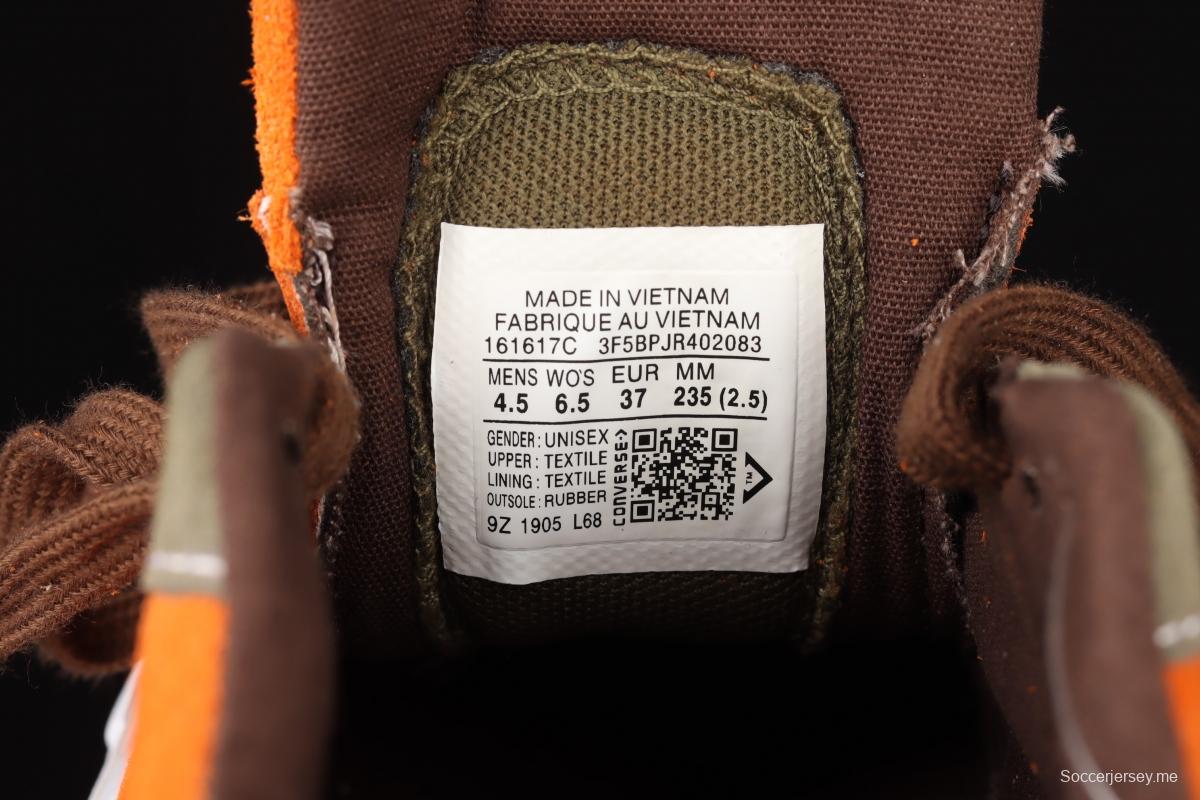 MADE IN VIETNAM
FABRIQUE AU VIETNAM
161617C 3F5BPJR402083
MENS WO'S EUR MM
4.5 6.5 37 235 (2.5)
GENDER : UNISEX
UPPER : TEXTILE
LINING : TEXTILE
OUTSOLE : RUBBER
9Z 1905 L68
CONVERSE
TM
Soccerjersey.me